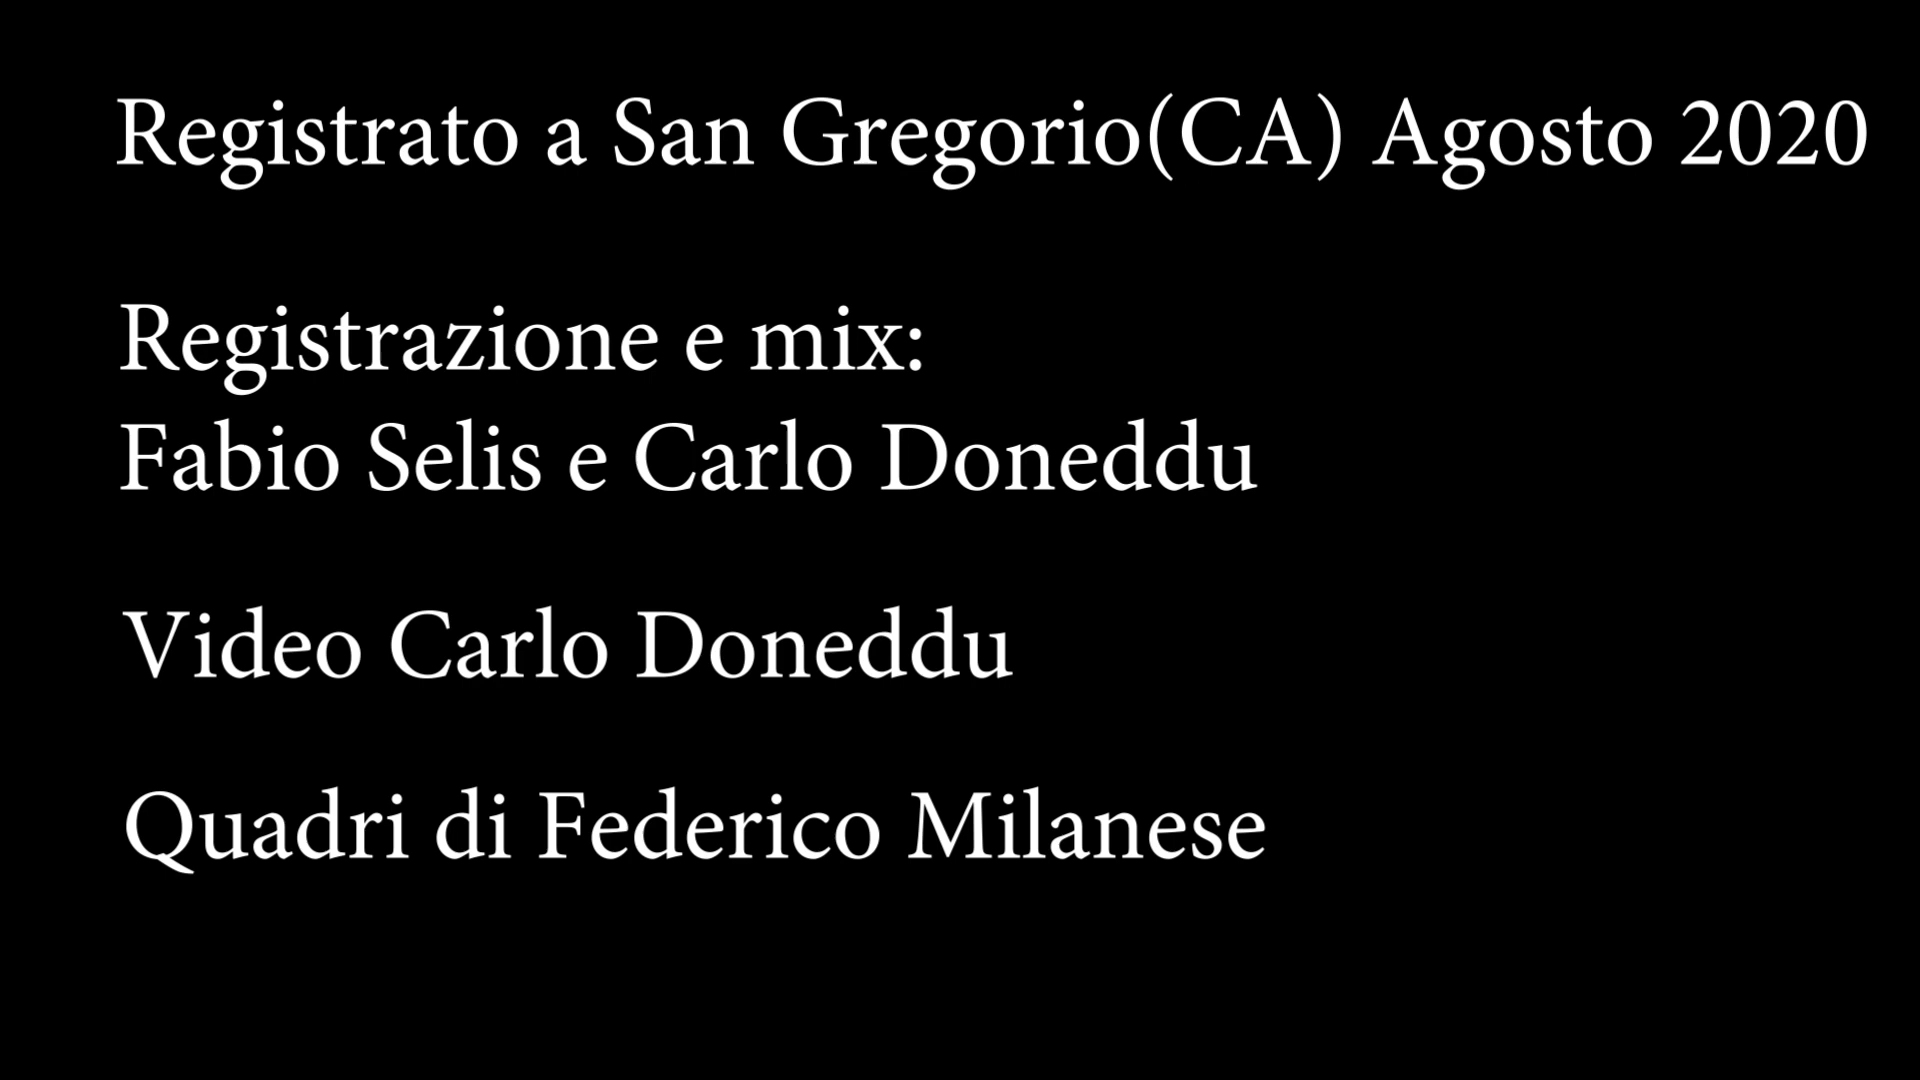 Registrato a San Gregorio(CA) Agosto 2020
Registrazione e mix:
Fabio Selis e Carlo Doneddu
Video Carlo Doneddu
Quadri di Federico Milanese